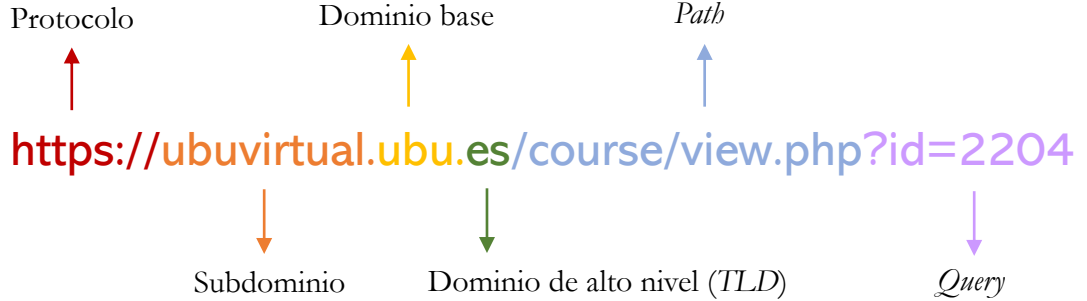 Protocolo Dominio base Path
https://ubuvirtual.ubu.es/course/view.php?id=2204
Subdominio Dominio de alto nivel (TLD) Query